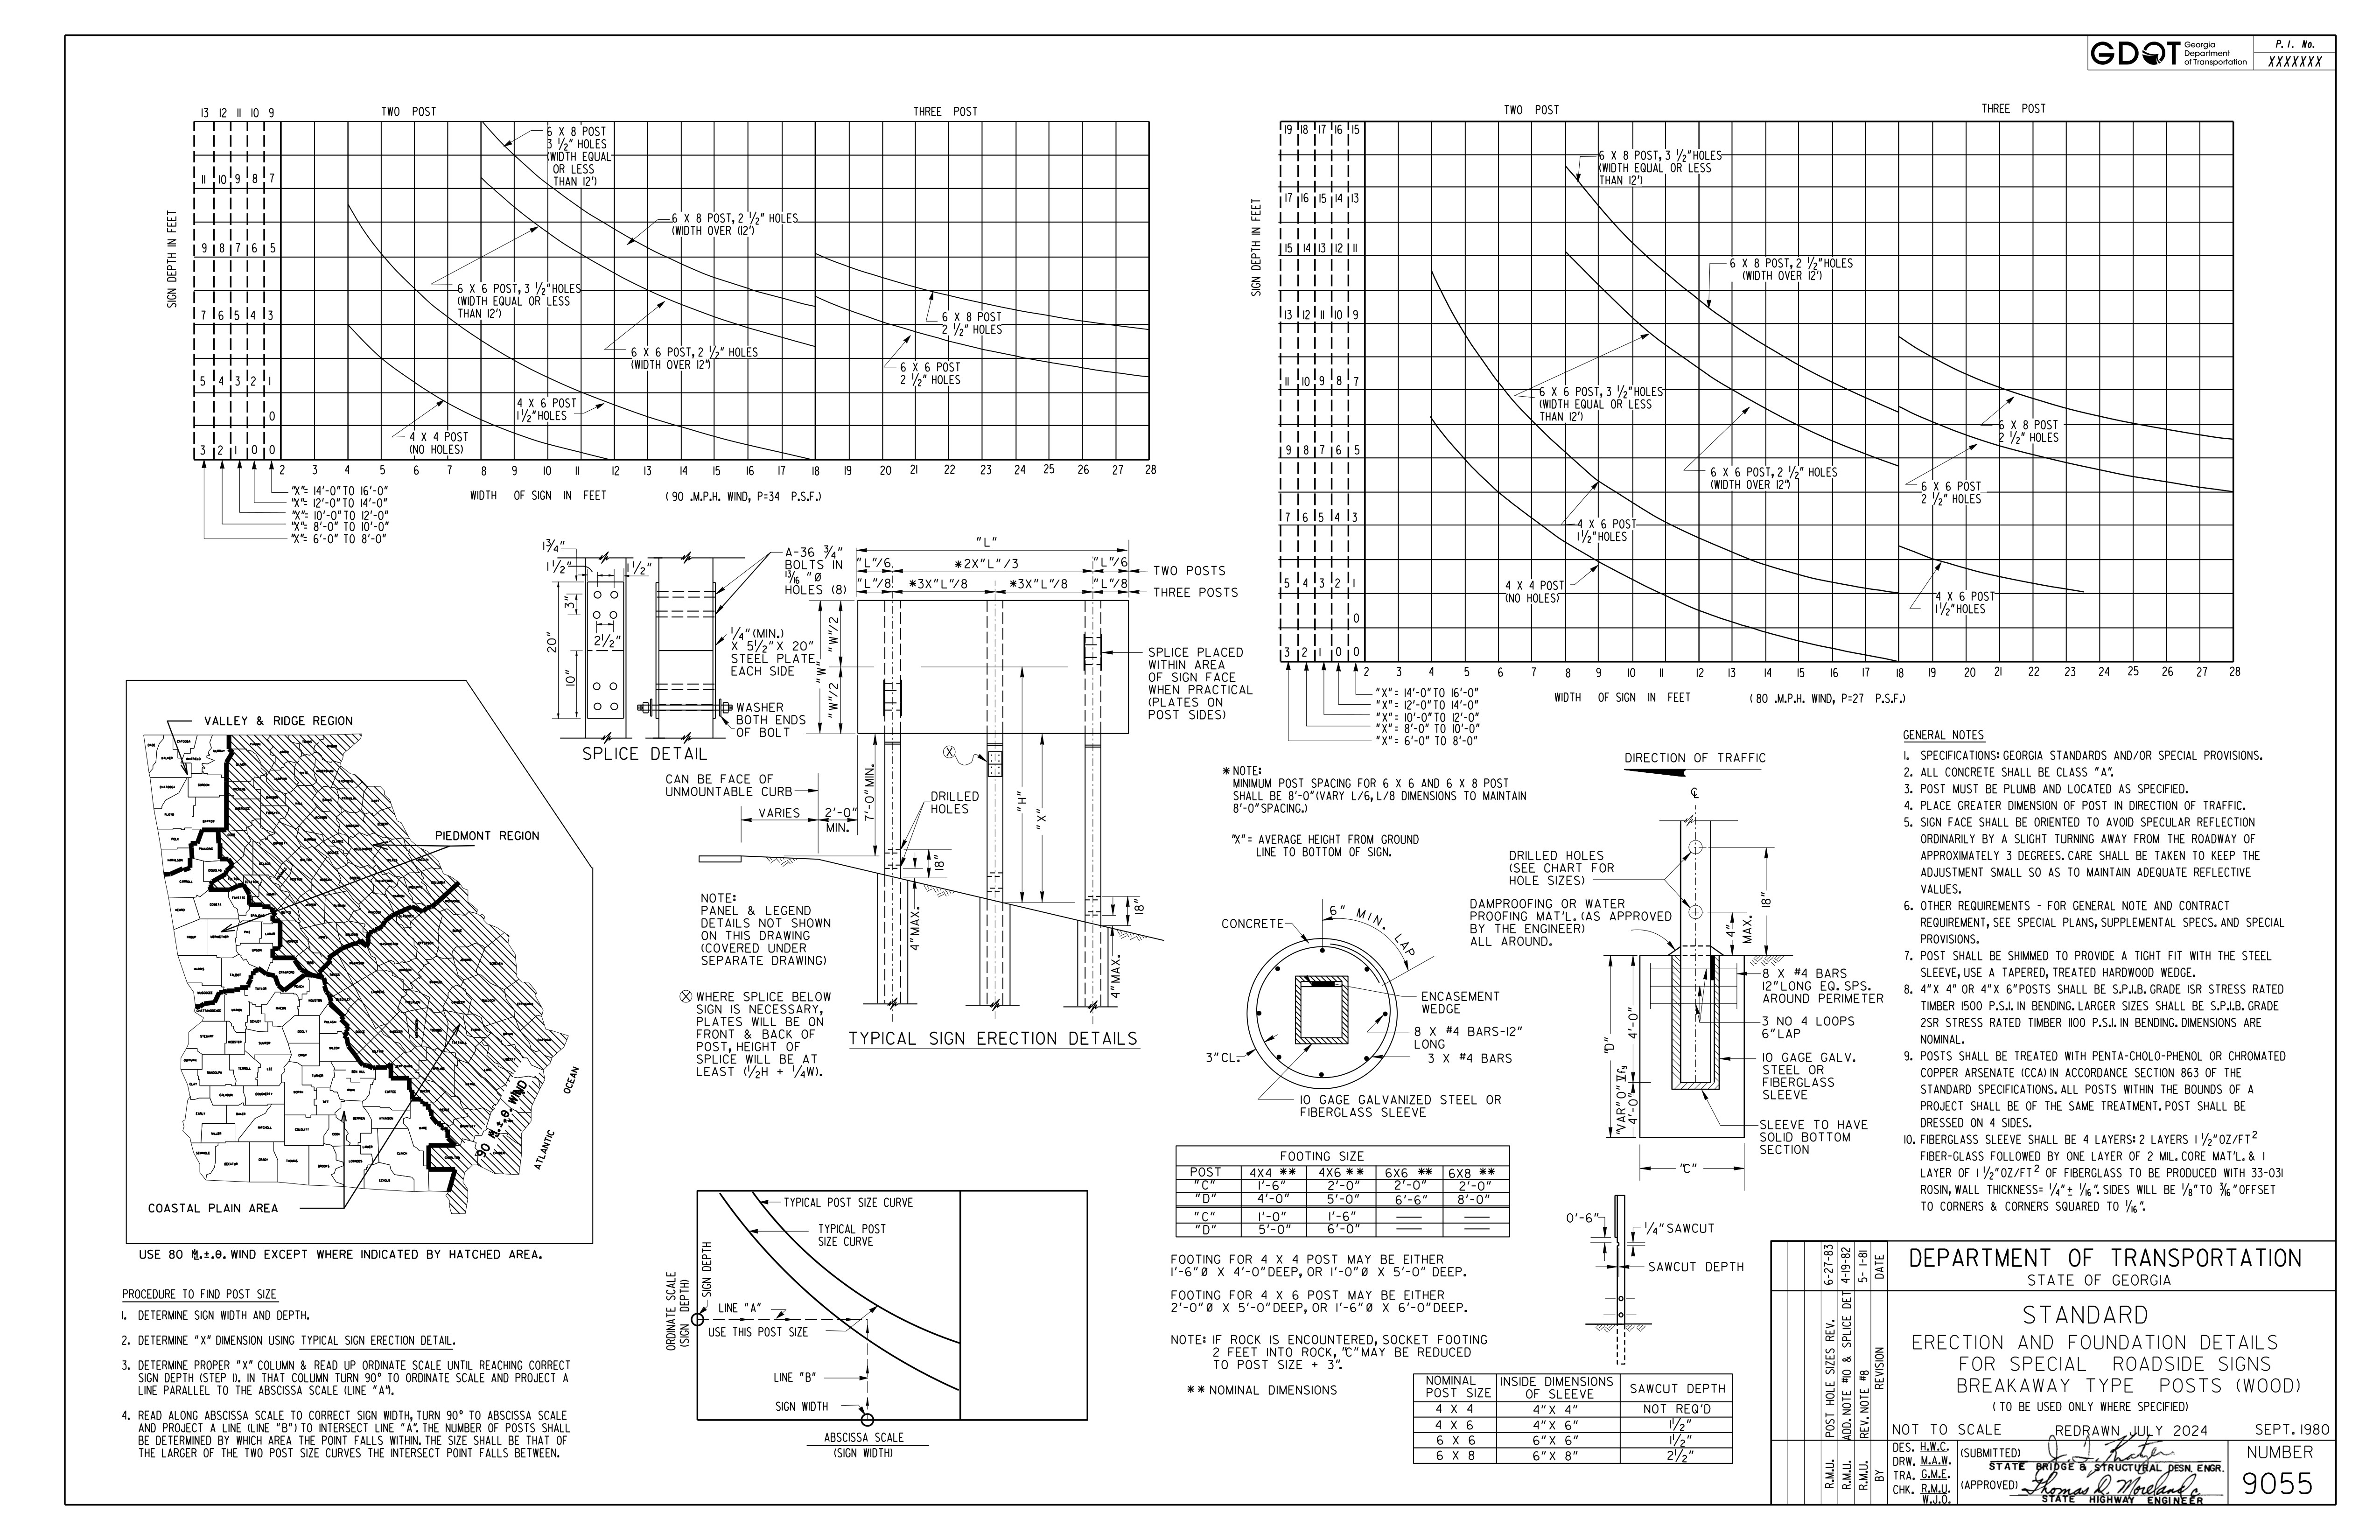 GDOT Georgia
Department
of Transportation
P. I. No.
XXXXXXX
13 12 11 10 9
TWO POST
THREE POST
SIGN DEPTH IN FEET
11 10 9 8 7
9 8 7 6 5
7 6 5 4 3
5 4 3 2 1
0
3 2 1 0 0
6 X 8 POST
3 1/2" HOLES
(WIDTH EQUAL
OR LESS
THAN 12')
6 X 8 POST, 2 1/2" HOLES
(WIDTH OVER (12')
6 X 6 POST, 3 1/2" HOLES
(WIDTH EQUAL OR LESS
THAN 12')
6 X 6 POST, 2 1/2" HOLES
(WIDTH OVER 12")
6 X 8 POST
2 1/2" HOLES
6 X 6 POST
2 1/2" HOLES
4 X 6 POST
1 1/2" HOLES
4 X 4 POST
(NO HOLES)
2 3 4 5 6 7 8 9 10 11 12 13 14 15 16 17 18 19 20 21 22 23 24 25 26 27 28
"X"= 14'-0" TO 16'-0"
"X"= 12'-0" TO 14'-0"
"X"= 10'-0" TO 12'-0"
"X"= 8'-0" TO 10'-0"
"X"= 6'-0" TO 8'-0"
WIDTH OF SIGN IN FEET (90 .M.P.H. WIND, P=34 P.S.F.)
TWO POST
THREE POST
SIGN DEPTH IN FEET
19 18 17 16 15
17 16 15 14 13
15 14 13 12 11
13 12 11 10 9
11 10 9 8 7
9 8 7 6 5
7 6 5 4 3
5 4 3 2 1
0
3 2 1 0 0
6 X 8 POST, 3 1/2" HOLES
(WIDTH EQUAL OR LESS
THAN 12')
6 X 8 POST, 2 1/2" HOLES
(WIDTH OVER 12')
6 X 6 POST, 3 1/2" HOLES
(WIDTH EQUAL OR LESS
THAN 12')
6 X 6 POST, 2 1/2" HOLES
(WIDTH OVER 12")
6 X 8 POST
2 1/2" HOLES
6 X 6 POST
2 1/2" HOLES
4 X 6 POST
1 1/2" HOLES
4 X 4 POST
(NO HOLES)
4 X 6 POST
1 1/2" HOLES
2 3 4 5 6 7 8 9 10 11 12 13 14 15 16 17 18 19 20 21 22 23 24 25 26 27 28
"X"= 14'-0" TO 16'-0"
"X"= 12'-0" TO 14'-0"
"X"= 10'-0" TO 12'-0"
"X"= 8'-0" TO 10'-0"
"X"= 6'-0" TO 8'-0"
WIDTH OF SIGN IN FEET (80 .M.P.H. WIND, P=27 P.S.F.)
1 3/4"
1 1/2"
1 1/2"
3"
2 1/2"
20"
10"
A-36 3/4"
BOLTS IN
13/16 "Ø
HOLES (8)
1/4" (MIN.)
X 5 1/2" X 20"
STEEL PLATE
EACH SIDE
WASHER
BOTH ENDS
OF BOLT
SPLICE DETAIL
"L"
"L"/6 *2X"L"/3 "L"/6 TWO POSTS
"L"/8 *3X"L"/8 *3X"L"/8 "L"/8 THREE POSTS
"W"
"W"/2
"W"/2
SPLICE PLACED
WITHIN AREA
OF SIGN FACE
WHEN PRACTICAL
(PLATES ON
POST SIDES)
X
CAN BE FACE OF
UNMOUNTABLE CURB
VARIES
2'-0"
MIN.
7'-0" MIN.
DRILLED
HOLES
"H"
"X"
18"
18"
4" MAX.
4" MAX.
NOTE:
PANEL & LEGEND
DETAILS NOT SHOWN
ON THIS DRAWING
(COVERED UNDER
SEPARATE DRAWING)
X WHERE SPLICE BELOW
SIGN IS NECESSARY,
PLATES WILL BE ON
FRONT & BACK OF
POST, HEIGHT OF
SPLICE WILL BE AT
LEAST (1/2H + 1/4W).
TYPICAL SIGN ERECTION DETAILS
VALLEY & RIDGE REGION
PIEDMONT REGION
COASTAL PLAIN AREA
90 M.±.θ. WIND
ATLANTIC
OCEAN
USE 80 M.±.θ. WIND EXCEPT WHERE INDICATED BY HATCHED AREA.
PROCEDURE TO FIND POST SIZE
1. DETERMINE SIGN WIDTH AND DEPTH.
2. DETERMINE "X" DIMENSION USING TYPICAL SIGN ERECTION DETAIL.
3. DETERMINE PROPER "X" COLUMN & READ UP ORDINATE SCALE UNTIL REACHING CORRECT
SIGN DEPTH (STEP I). IN THAT COLUMN TURN 90° TO ORDINATE SCALE AND PROJECT A
LINE PARALLEL TO THE ABSCISSA SCALE (LINE "A").
4. READ ALONG ABSCISSA SCALE TO CORRECT SIGN WIDTH, TURN 90° TO ABSCISSA SCALE
AND PROJECT A LINE (LINE "B") TO INTERSECT LINE "A". THE NUMBER OF POSTS SHALL
BE DETERMINED BY WHICH AREA THE POINT FALLS WITHIN. THE SIZE SHALL BE THAT OF
THE LARGER OF THE TWO POST SIZE CURVES THE INTERSECT POINT FALLS BETWEEN.
TYPICAL POST SIZE CURVE
TYPICAL POST
SIZE CURVE
ORDINATE SCALE
(SIGN DEPTH)
SIGN DEPTH
LINE "A"
USE THIS POST SIZE
LINE "B"
SIGN WIDTH
ABSCISSA SCALE
(SIGN WIDTH)
*NOTE:
MINIMUM POST SPACING FOR 6 X 6 AND 6 X 8 POST
SHALL BE 8'-0" (VARY L/6, L/8 DIMENSIONS TO MAINTAIN
8'-0" SPACING.)
"X"= AVERAGE HEIGHT FROM GROUND
LINE TO BOTTOM OF SIGN.
CONCRETE
6" MIN. LAP
ENCASEMENT
WEDGE
8 X #4 BARS-12"
LONG
3 X #4 BARS
3" CL.
10 GAGE GALVANIZED STEEL OR
FIBERGLASS SLEEVE
DIRECTION OF TRAFFIC
℄
DRILLED HOLES
(SEE CHART FOR
HOLE SIZES)
DAMPROOFING OR WATER
PROOFING MAT'L. (AS APPROVED
BY THE ENGINEER)
ALL AROUND.
18"
4"
MAX.
8 X #4 BARS
12" LONG EQ. SPS.
AROUND PERIMETER
3 NO 4 LOOPS
6" LAP
10 GAGE GALV.
STEEL OR
FIBERGLASS
SLEEVE
SLEEVE TO HAVE
SOLID BOTTOM
SECTION
"D"
4'-0"
4'-0"
"C"
FOOTING SIZE
POST 4X4 ** 4X6 ** 6X6 ** 6X8 **
"C" 1'-6" 2'-0" 2'-0" 2'-0"
"D" 4'-0" 5'-0" 6'-6" 8'-0"
"C" 1'-0" 1'-6" — —
"D" 5'-0" 6'-0" — —
FOOTING FOR 4 X 4 POST MAY BE EITHER
1'-6"Ø X 4'-0" DEEP, OR 1'-0"Ø X 5'-0" DEEP.
FOOTING FOR 4 X 6 POST MAY BE EITHER
2'-0"Ø X 5'-0" DEEP, OR 1'-6"Ø X 6'-0" DEEP.
NOTE: IF ROCK IS ENCOUNTERED, SOCKET FOOTING
2 FEET INTO ROCK, "C" MAY BE REDUCED
TO POST SIZE + 3".
** NOMINAL DIMENSIONS
0'-6"
1/4" SAWCUT
SAWCUT DEPTH
NOMINAL
POST SIZE
INSIDE DIMENSIONS
OF SLEEVE
SAWCUT DEPTH
4 X 4 4" X 4" NOT REQ'D
4 X 6 4" X 6" 1 1/2"
6 X 6 6" X 6" 1 1/2"
6 X 8 6" X 8" 2 1/2"
GENERAL NOTES
1. SPECIFICATIONS: GEORGIA STANDARDS AND/OR SPECIAL PROVISIONS.
2. ALL CONCRETE SHALL BE CLASS "A".
3. POST MUST BE PLUMB AND LOCATED AS SPECIFIED.
4. PLACE GREATER DIMENSION OF POST IN DIRECTION OF TRAFFIC.
5. SIGN FACE SHALL BE ORIENTED TO AVOID SPECULAR REFLECTION
ORDINARILY BY A SLIGHT TURNING AWAY FROM THE ROADWAY OF
APPROXIMATELY 3 DEGREES. CARE SHALL BE TAKEN TO KEEP THE
ADJUSTMENT SMALL SO AS TO MAINTAIN ADEQUATE REFLECTIVE
VALUES.
6. OTHER REQUIREMENTS - FOR GENERAL NOTE AND CONTRACT
REQUIREMENT, SEE SPECIAL PLANS, SUPPLEMENTAL SPECS. AND SPECIAL
PROVISIONS.
7. POST SHALL BE SHIMMED TO PROVIDE A TIGHT FIT WITH THE STEEL
SLEEVE, USE A TAPERED, TREATED HARDWOOD WEDGE.
8. 4" X 4" OR 4" X 6" POSTS SHALL BE S.P.I.B. GRADE ISR STRESS RATED
TIMBER 1500 P.S.I. IN BENDING. LARGER SIZES SHALL BE S.P.I.B. GRADE
2SR STRESS RATED TIMBER 1100 P.S.I. IN BENDING. DIMENSIONS ARE
NOMINAL.
9. POSTS SHALL BE TREATED WITH PENTA-CHOLO-PHENOL OR CHROMATED
COPPER ARSENATE (CCA) IN ACCORDANCE SECTION 863 OF THE
STANDARD SPECIFICATIONS. ALL POSTS WITHIN THE BOUNDS OF A
PROJECT SHALL BE OF THE SAME TREATMENT. POST SHALL BE
DRESSED ON 4 SIDES.
10. FIBERGLASS SLEEVE SHALL BE 4 LAYERS: 2 LAYERS 1 1/2" OZ/FT2
FIBER-GLASS FOLLOWED BY ONE LAYER OF 2 MIL. CORE MAT'L. & 1
LAYER OF 1 1/2" OZ/FT2 OF FIBERGLASS TO BE PRODUCED WITH 33-031
ROSIN, WALL THICKNESS= 1/4"± 1/16". SIDES WILL BE 1/8" TO 3/16" OFFSET
TO CORNERS & CORNERS SQUARED TO 1/16".
R.M.U. POST HOLE SIZES REV. 6-27-83
R.M.U. ADD. NOTE #10 & SPLICE DET 4-19-82
R.M.U. REV. NOTE #8 5-1-81
BY REVISION DATE
DEPARTMENT OF TRANSPORTATION
STATE OF GEORGIA
STANDARD
ERECTION AND FOUNDATION DETAILS
FOR SPECIAL ROADSIDE SIGNS
BREAKAWAY TYPE POSTS (WOOD)
(TO BE USED ONLY WHERE SPECIFIED)
NOT TO SCALE REDRAWN JULY 2024 SEPT. 1980
DES. H.W.C.
DRW. M.A.W.
TRA. G.M.E.
CHK. R.M.U.
W.J.O.
(SUBMITTED)
STATE BRIDGE & STRUCTURAL DESN. ENGR.
(APPROVED) Thomas D. Moreland
STATE HIGHWAY ENGINEER
NUMBER
9055